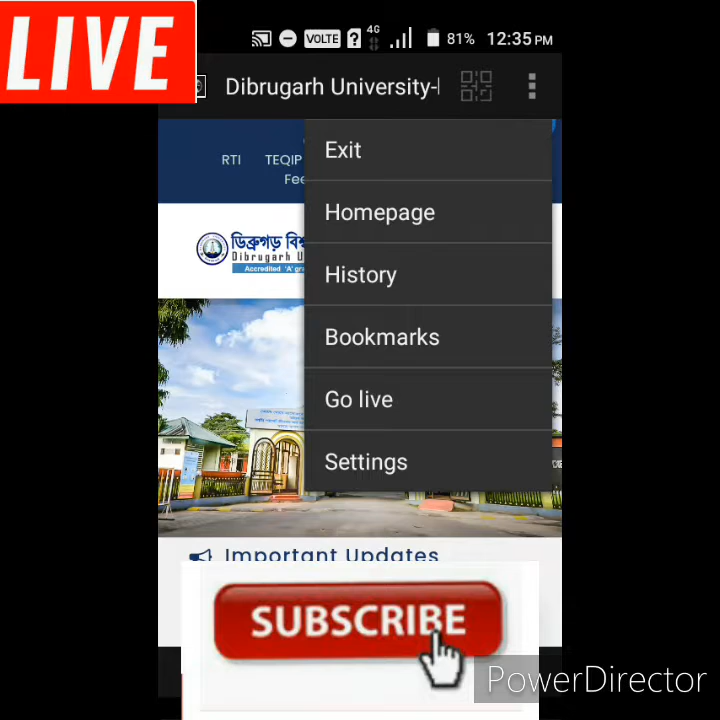 LIVE
VOLTE ? 4G 81% 12:35 PM
Dibrugarh University-
Exit
RTI TEQIP
Fee
Homepage
ডিব্রুগড়
Dibrugarh U
Accredited 'A' gra
History
Bookmarks
Go live
Settings
Important Updates
SUBSCRIBE
PowerDirector